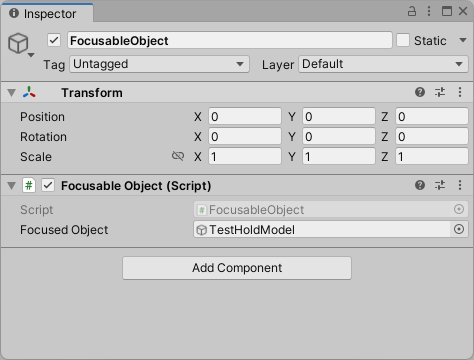 Inspector
FocusableObject Static
Tag Untagged Layer Default
Transform
Position X 0 Y 0 Z 0
Rotation X 0 Y 0 Z 0
Scale X 1 Y 1 Z 1
# Focusable Object (Script)
Script # FocusableObject
Focused Object TestHoldModel
Add Component